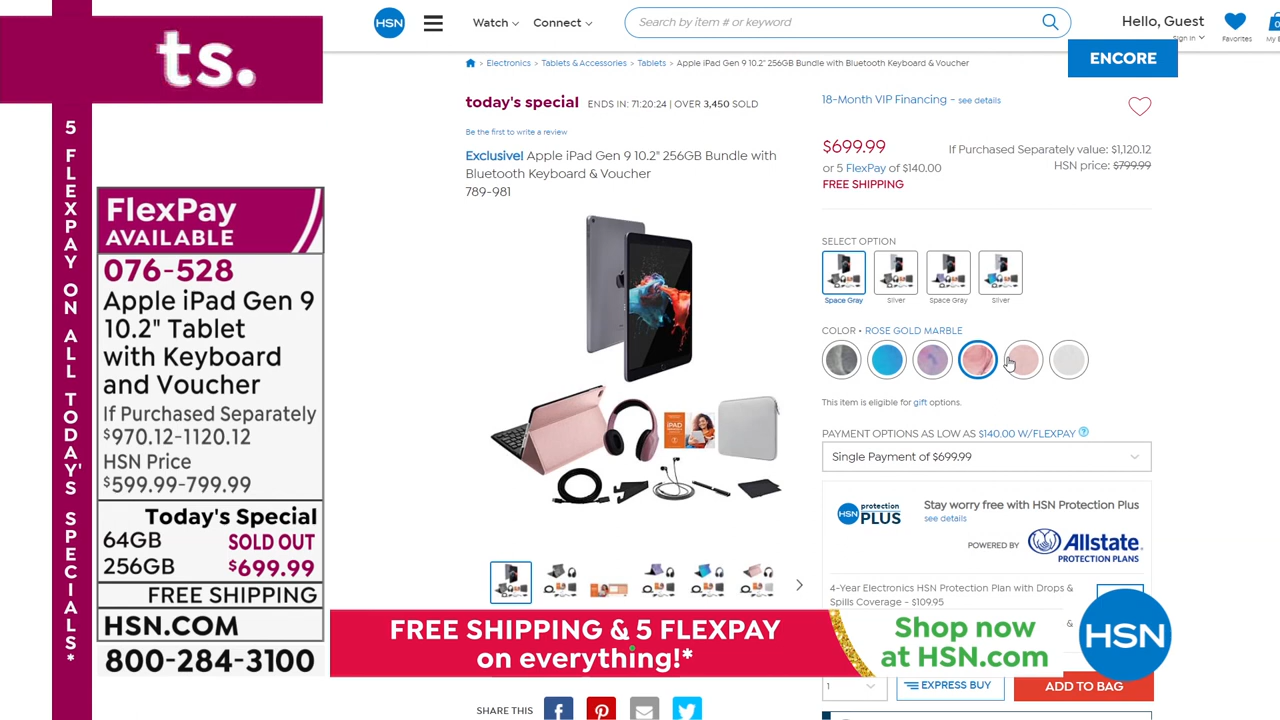 ts.
5 FLEXPAY ON ALL TODAY'S SPECIALS*
FlexPay
AVAILABLE
076-528
Apple iPad Gen 9
10.2" Tablet
with Keyboard
and Voucher
If Purchased Separately
$970.12-1120.12
HSN Price
$599.99-799.99
Today's Special
64GB SOLD OUT
256GB $699.99
FREE SHIPPING
HSN.COM
800-284-3100
HSN
Watch
Connect
Search by item # or keyword
Hello, Guest
Sign In
Favorites
0
ENCORE
> Electronics > Tablets & Accessories > Tablets > Apple iPad Gen 9 10.2" 256GB Bundle with Bluetooth Keyboard & Voucher
today's special ENDS IN: 71:20:24 | OVER 3,450 SOLD
Be the first to write a review
Exclusive! Apple iPad Gen 9 10.2" 256GB Bundle with
Bluetooth Keyboard & Voucher
789-981
18-Month VIP Financing - see details
$699.99
If Purchased Separately value: $1,120.12
or 5 FlexPay of $140.00
HSN price: $799.99
FREE SHIPPING
SELECT OPTION
Space Gray
Silver
Space Gray
Silver
COLOR • ROSE GOLD MARBLE
This item is eligible for gift options.
PAYMENT OPTIONS AS LOW AS $140.00 W/FLEXPAY ?
Single Payment of $699.99
HSN protection PLUS
Stay worry free with HSN Protection Plus
see details
POWERED BY Allstate
PROTECTION PLANS
4-Year Electronics HSN Protection Plan with Drops &
Spills Coverage - $109.95
&
iPAD
FREE SHIPPING & 5 FLEXPAY
on everything!*
Shop now
at HSN.com
HSN
1
EXPRESS BUY
ADD TO BAG
SHARE THIS